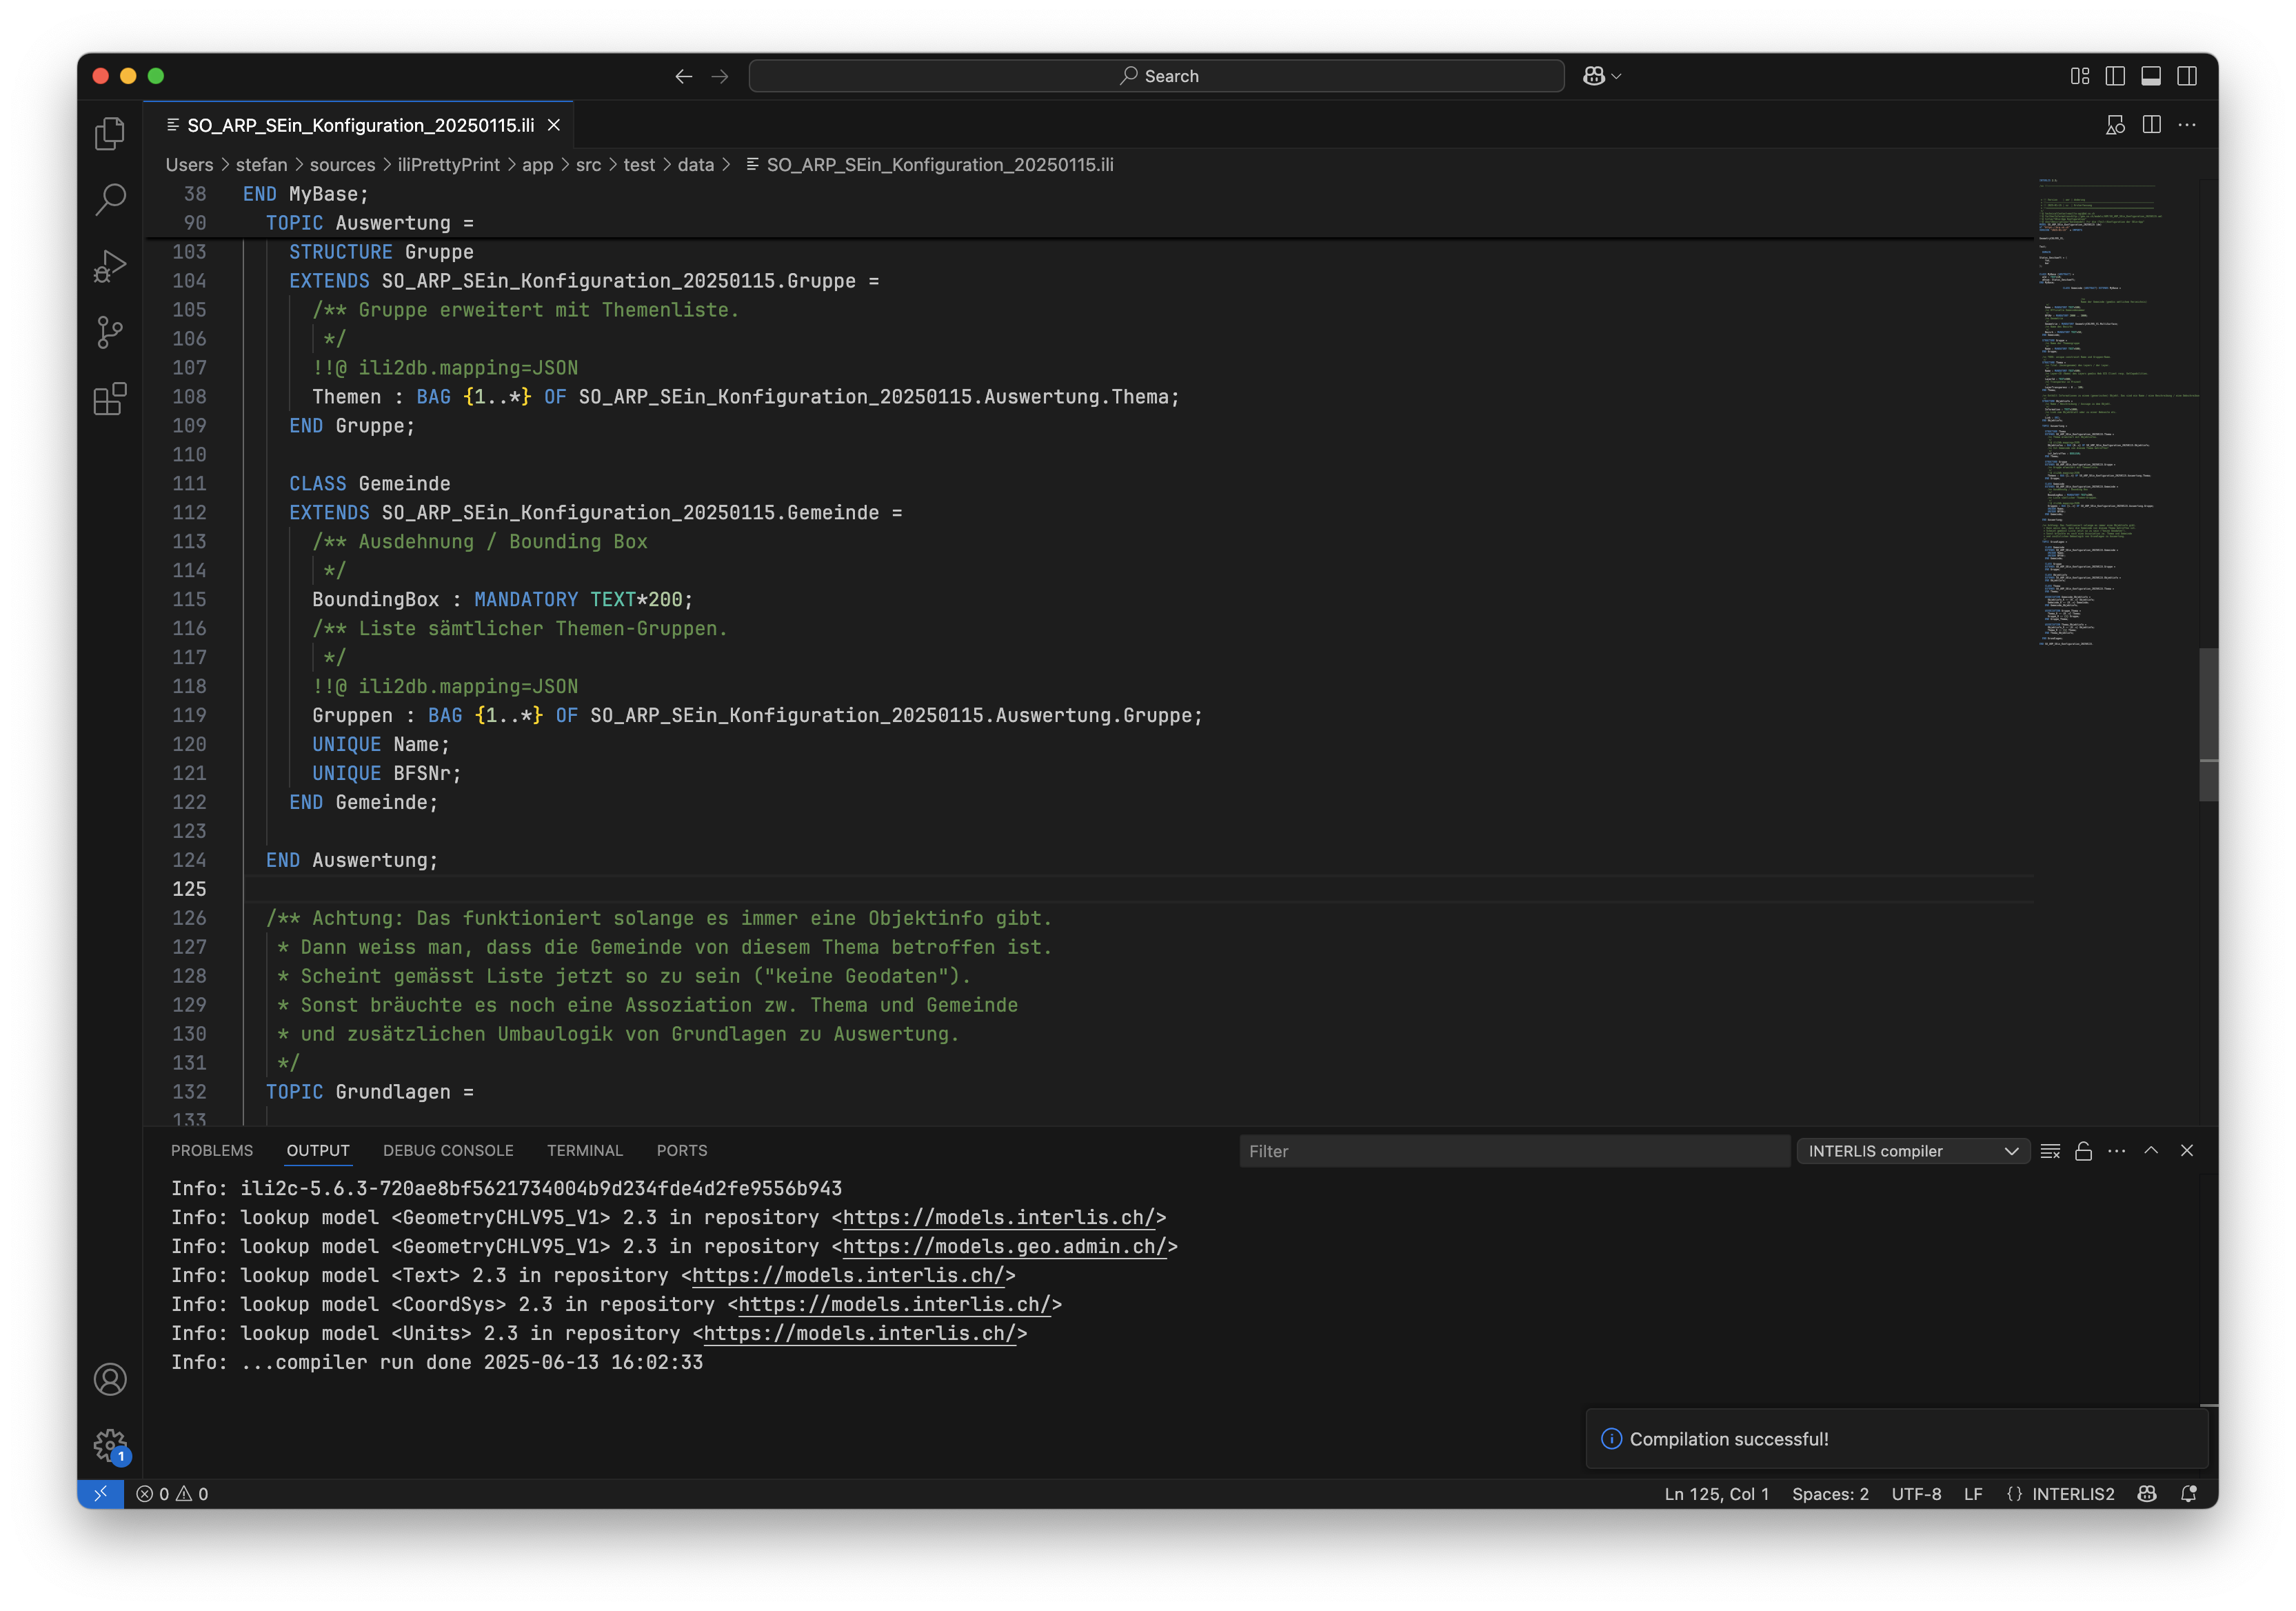 Search
SO_ARP_SEin_Konfiguration_20250115.ili
Users > stefan > sources > iliPrettyPrint > app > src > test > data > SO_ARP_SEin_Konfiguration_20250115.ili
38 END MyBase;
90 TOPIC Auswertung =
103 STRUCTURE Gruppe
104 EXTENDS SO_ARP_SEin_Konfiguration_20250115.Gruppe =
105 /** Gruppe erweitert mit Themenliste.
106 */
107 !!@ ili2db.mapping=JSON
108 Themen : BAG {1..*} OF SO_ARP_SEin_Konfiguration_20250115.Auswertung.Thema;
109 END Gruppe;
110
111 CLASS Gemeinde
112 EXTENDS SO_ARP_SEin_Konfiguration_20250115.Gemeinde =
113 /** Ausdehnung / Bounding Box
114 */
115 BoundingBox : MANDATORY TEXT*200;
116 /** Liste sämtlicher Themen-Gruppen.
117 */
118 !!@ ili2db.mapping=JSON
119 Gruppen : BAG {1..*} OF SO_ARP_SEin_Konfiguration_20250115.Auswertung.Gruppe;
120 UNIQUE Name;
121 UNIQUE BFSNr;
122 END Gemeinde;
123
124 END Auswertung;
125
126 /** Achtung: Das funktioniert solange es immer eine Objektinfo gibt.
127 * Dann weiss man, dass die Gemeinde von diesem Thema betroffen ist.
128 * Scheint gemässt Liste jetzt so zu sein ("keine Geodaten").
129 * Sonst bräuchte es noch eine Assoziation zw. Thema und Gemeinde
130 * und zusätzlichen Umbaulogik von Grundlagen zu Auswertung.
131 */
132 TOPIC Grundlagen =
133
PROBLEMS OUTPUT DEBUG CONSOLE TERMINAL PORTS Filter INTERLIS compiler
Info: ili2c-5.6.3-720ae8bf5621734004b9d234fde4d2fe9556b943
Info: lookup model <GeometryCHLV95_V1> 2.3 in repository <https://models.interlis.ch/>
Info: lookup model <GeometryCHLV95_V1> 2.3 in repository <https://models.geo.admin.ch/>
Info: lookup model <Text> 2.3 in repository <https://models.interlis.ch/>
Info: lookup model <CoordSys> 2.3 in repository <https://models.interlis.ch/>
Info: lookup model <Units> 2.3 in repository <https://models.interlis.ch/>
Info: ...compiler run done 2025-06-13 16:02:33
Compilation successful!
1
0 0 Ln 125, Col 1 Spaces: 2 UTF-8 LF {} INTERLIS2